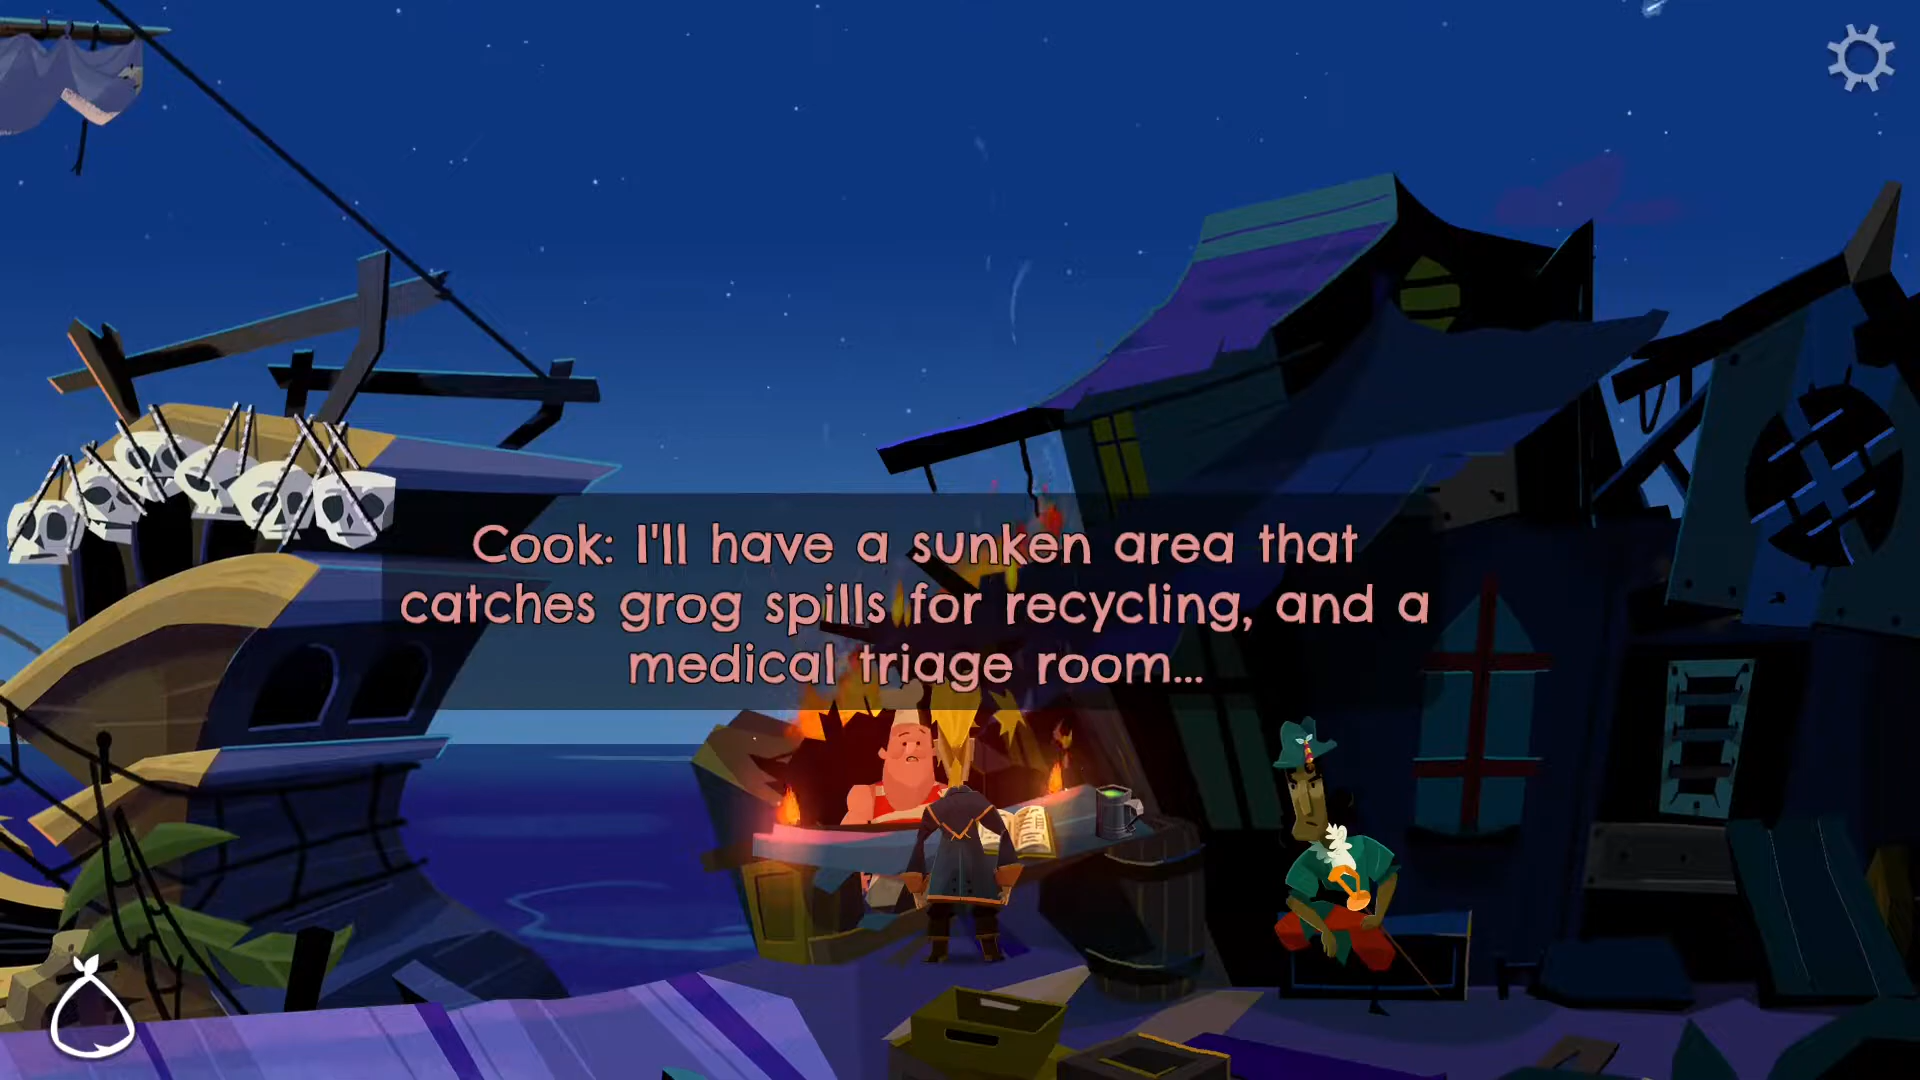 Cook: I'll have a sunken area that
catches grog spills for recycling, and a
medical triage room...